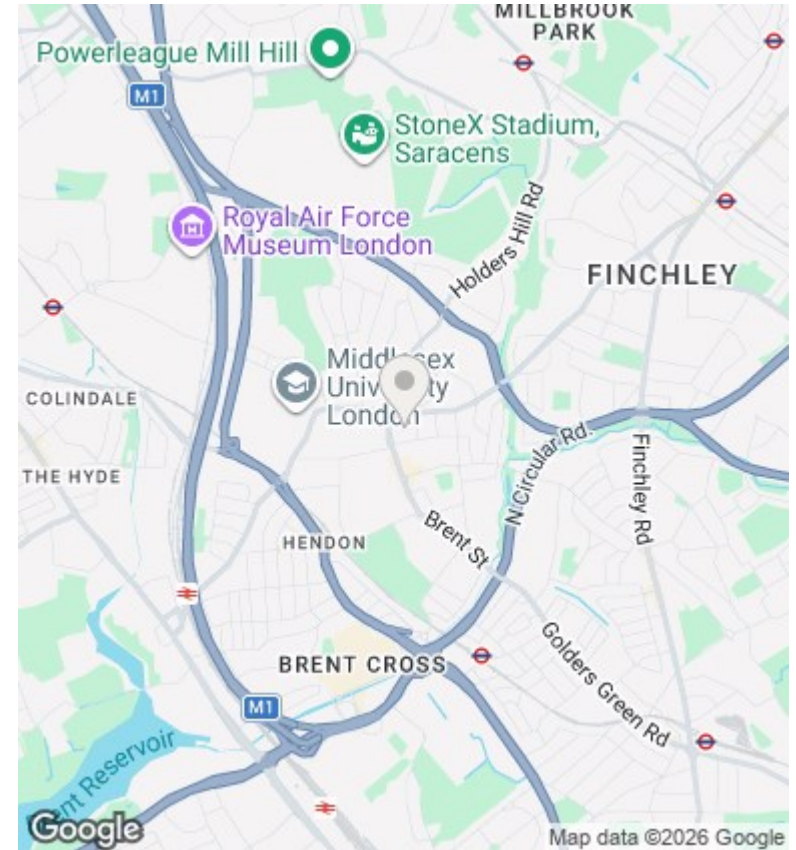 MILLBROOK
PARK
Powerleague Mill Hill
M1
StoneX Stadium,
Saracens
Royal Air Force
Museum London
Holders Hill Rd
FINCHLEY
Middlesex
University
London
COLINDALE
THE HYDE
N Circular Rd.
Finchley Rd
Brent St
HENDON
BRENT CROSS
Golders Green Rd
M1
Brent Reservoir
Google
Map data ©2026 Google